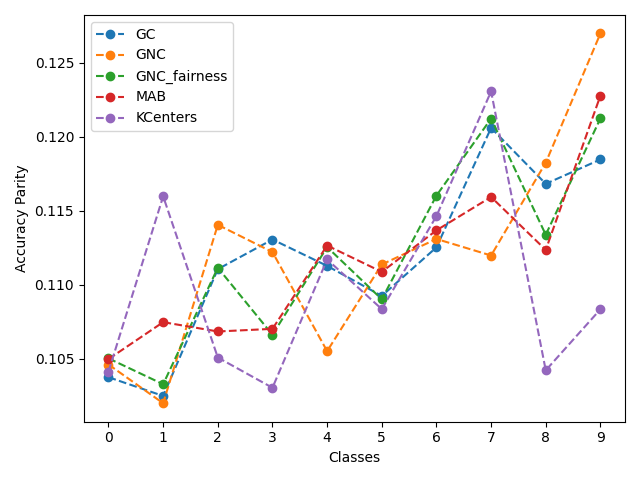 GC
GNC
GNC_fairness
MAB
KCenters
Accuracy Parity
0.125
0.120
0.115
0.110
0.105
0 1 2 3 4 5 6 7 8 9
Classes